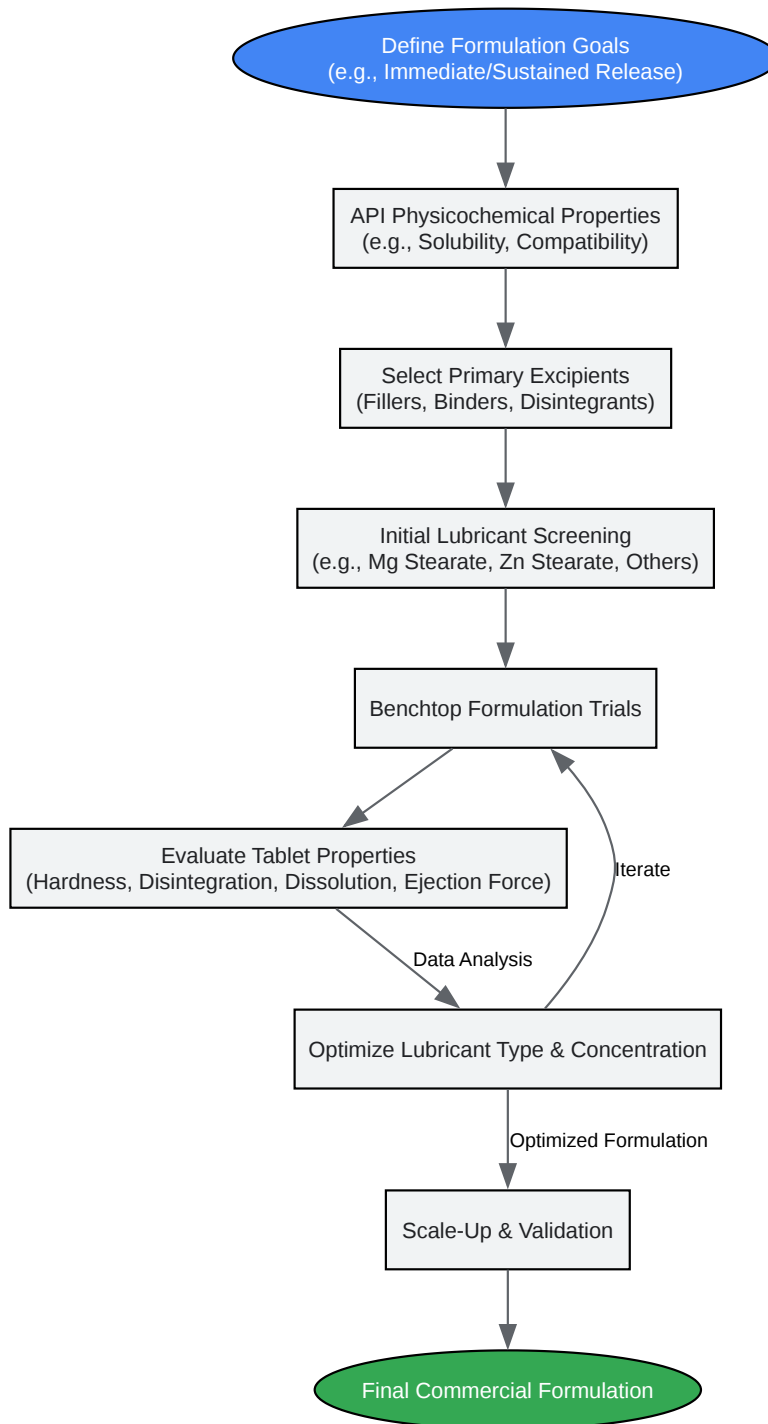 Define Formulation Goals
(e.g., Immediate/Sustained Release)
API Physicochemical Properties
(e.g., Solubility, Compatibility)
Select Primary Excipients
(Fillers, Binders, Disintegrants)
Initial Lubricant Screening
(e.g., Mg Stearate, Zn Stearate, Others)
Benchtop Formulation Trials
Evaluate Tablet Properties
(Hardness, Disintegration, Dissolution, Ejection Force)
Iterate
Data Analysis
Optimize Lubricant Type & Concentration
Optimized Formulation
Scale-Up & Validation
Final Commercial Formulation